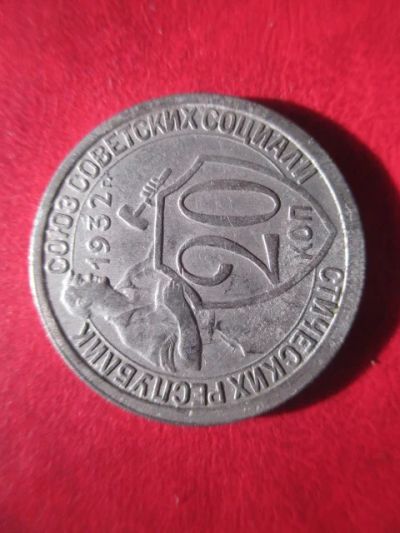 СОЮЗ СОВЕТСКИХ СОЦИАЛИ
СТИЧЕСКИХ РЕСПУБЛИК
1932 г.
20
КОП